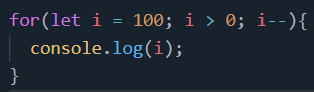 for(let i = 100; i > 0; i--){
  console.log(i);
}